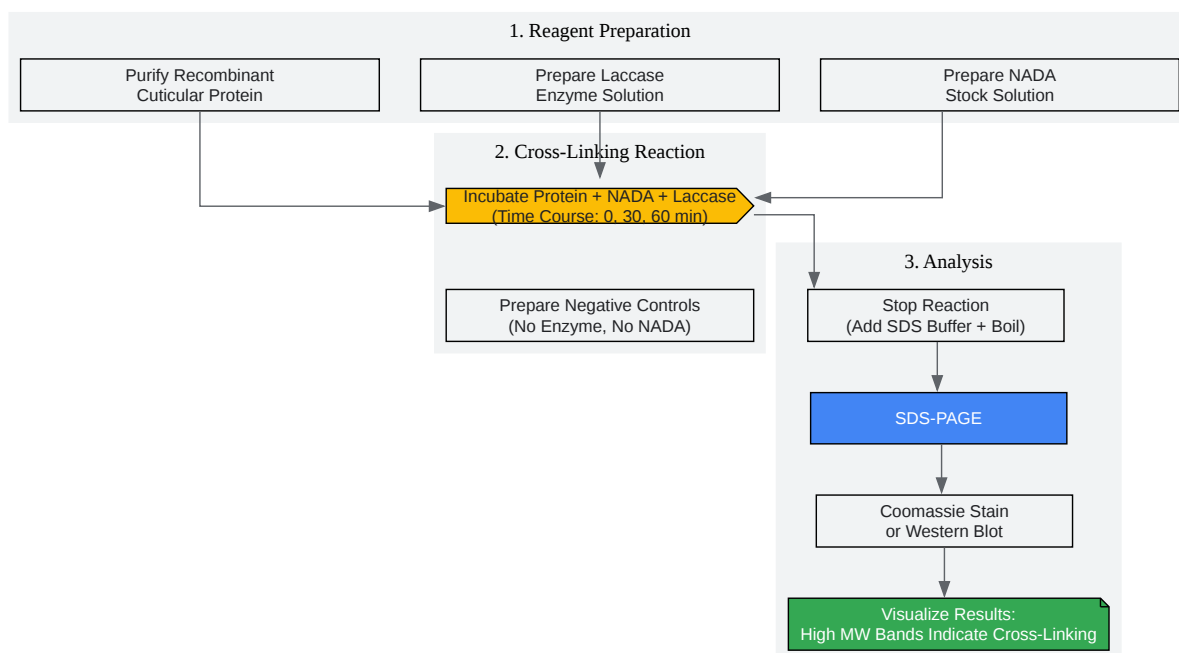 1. Reagent Preparation
Purify Recombinant
Cuticular Protein
Prepare Laccase
Enzyme Solution
Prepare NADA
Stock Solution
2. Cross-Linking Reaction
Incubate Protein + NADA + Laccase
(Time Course: 0, 30, 60 min)
Prepare Negative Controls
(No Enzyme, No NADA)
3. Analysis
Stop Reaction
(Add SDS Buffer + Boil)
SDS-PAGE
Coomassie Stain
or Western Blot
Visualize Results:
High MW Bands Indicate Cross-Linking